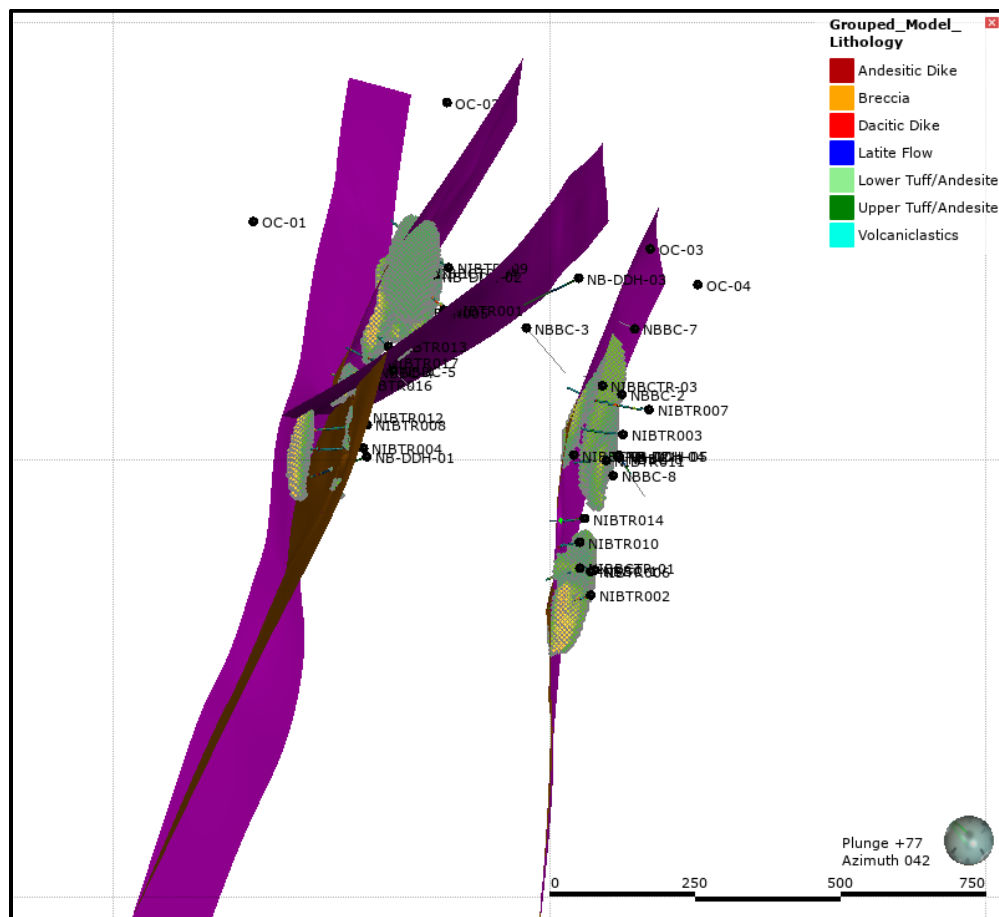 Grouped_Model_
Lithology
Andesitic Dike
Breccia
Dacitic Dike
Latite Flow
Lower Tuff/Andesite
Upper Tuff/Andesite
Volcaniclastics
OC-01
OC-03
OC-04
NB-DDH-03
NBBC-3
NBBC-7
NIBBCTR-03
NBBC-2
NIBTR007
NIBTR012
NIBTR008
NIBTR003
NIBTR004
NB-DDH-01
NIBTR011
NBBC-8
NIBTR014
NIBTR010
NIBTR006
NIBTR002
Plunge +77
Azimuth 042
0 250 500 750